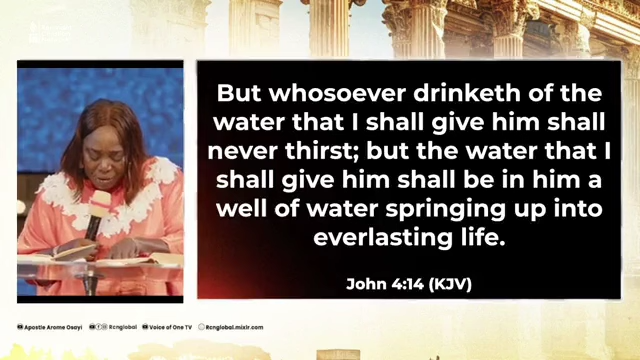 But whosoever drinketh of the
water that I shall give him shall
never thirst; but the water that I
shall give him shall be in him a
well of water springing up into
everlasting life.
John 4:14 (KJV)
Apostle Arome Osayi Rcnglobal Voice of One TV Rcnglobal.mixlr.com